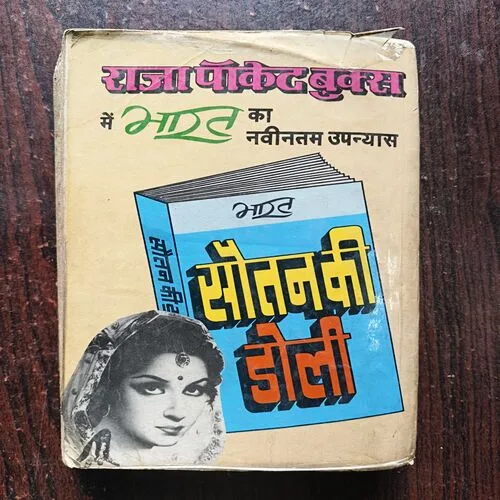 राजा पॉकेट बुक्स
में भारत का
नवीनतम उपन्यास
भारत
सौतन की
डोली
सौतन की